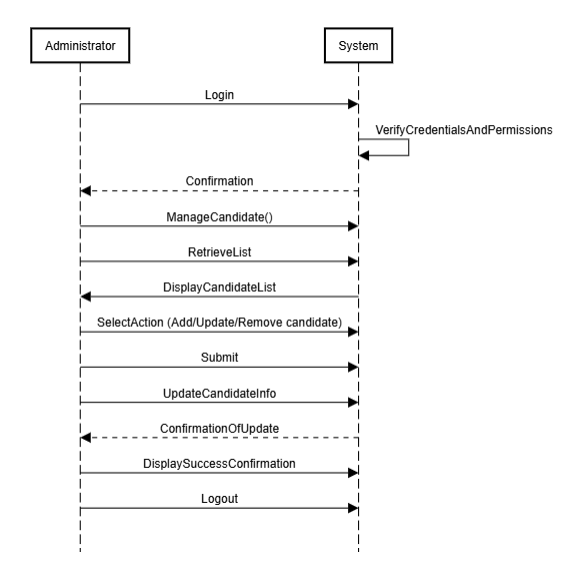 Administrator
System
Login
VerifyCredentialsAndPermissions
Confirmation
ManageCandidate()
RetrieveList
DisplayCandidateList
SelectAction (Add/Update/Remove candidate)
Submit
UpdateCandidateInfo
ConfirmationOfUpdate
DisplaySuccessConfirmation
Logout